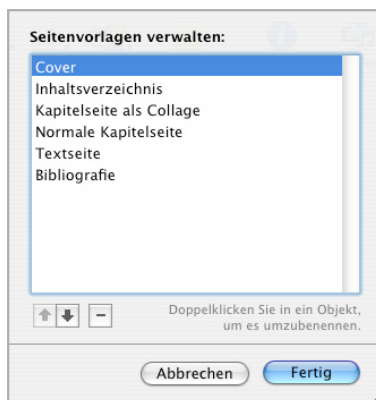 Seitenvorlagen verwalten:
Cover
Inhaltsverzeichnis
Kapitelseite als Collage
Normale Kapitelseite
Textseite
Bibliografie
Doppelklicken Sie in ein Objekt,
um es umzubenennen.
Abbrechen
Fertig